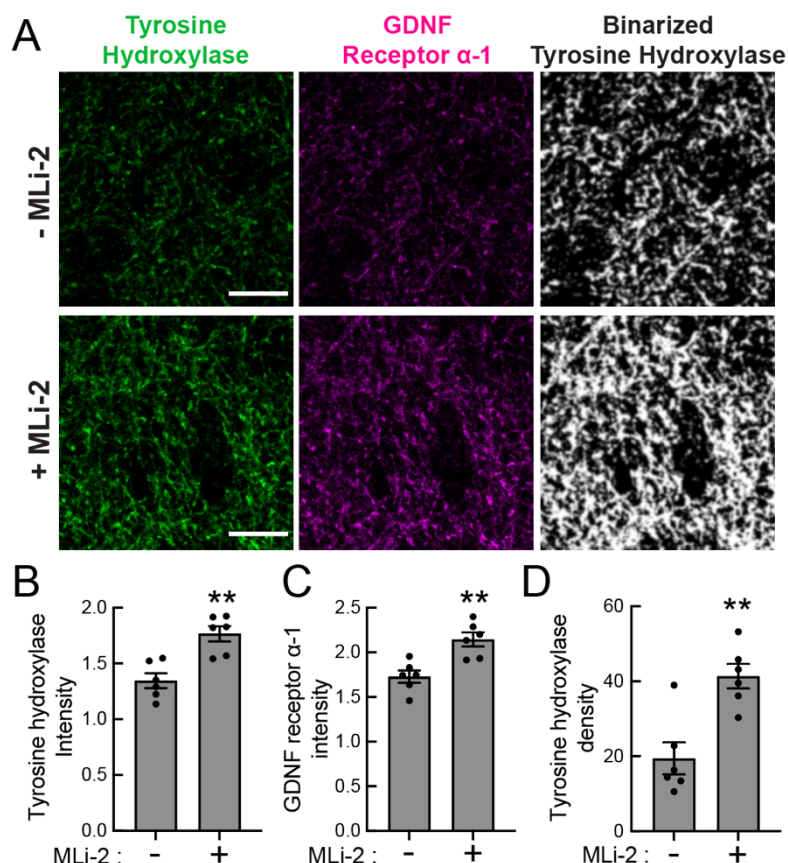 A
Tyrosine
Hydroxylase
GDNF
Receptor α-1
Binarized
Tyrosine Hydroxylase
- MLi-2
+ MLi-2
B
Tyrosine hydroxylase
Intensity
2.0
1.5
1.0
0.5
0.0
**
MLi-2 : - +
C
GDNF receptor α-1
intensity
2.5
2.0
1.5
1.0
0.5
0.0
**
MLi-2 : - +
D
Tyrosine hydroxylase
density
60
40
20
0
**
MLi-2 : - +